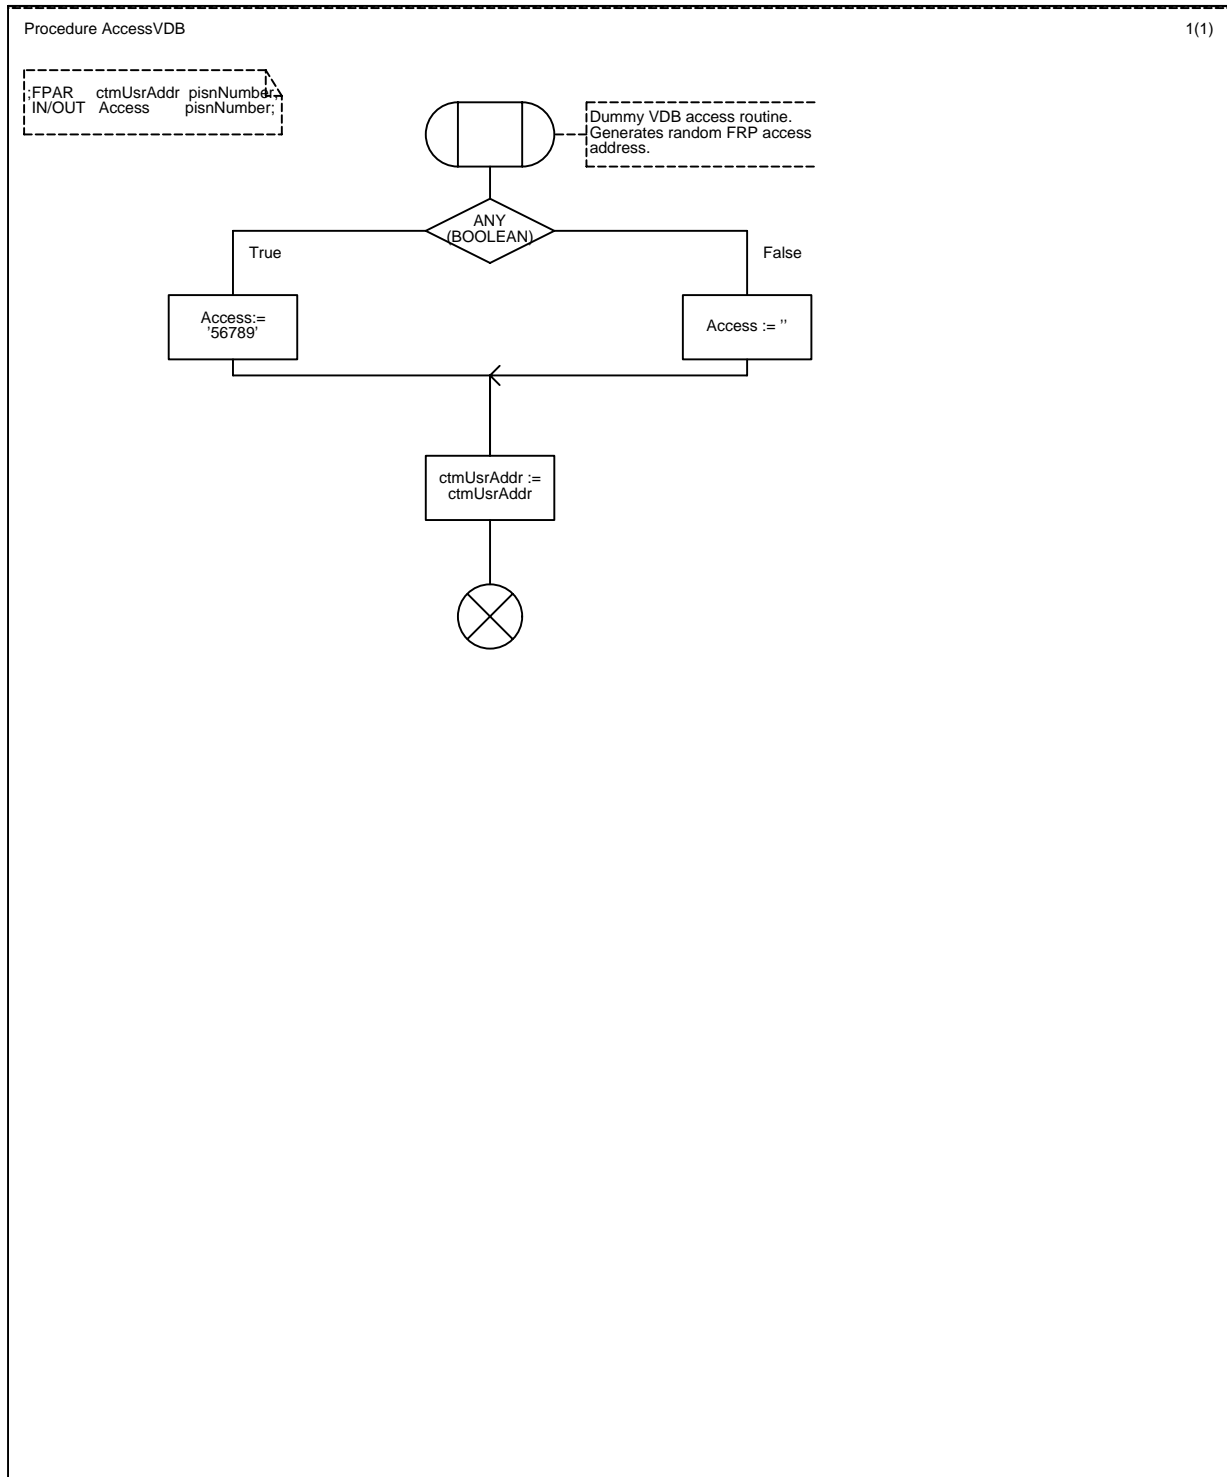 Procedure AccessVDB
1(1)
;FPAR ctmUsrAddr pisnNumber,
IN/OUT Access pisnNumber;
Dummy VDB access routine.
Generates random FRP access
address.
ANY
(BOOLEAN)
True
False
Access:=
'56789'
Access := ''
ctmUsrAddr :=
ctmUsrAddr